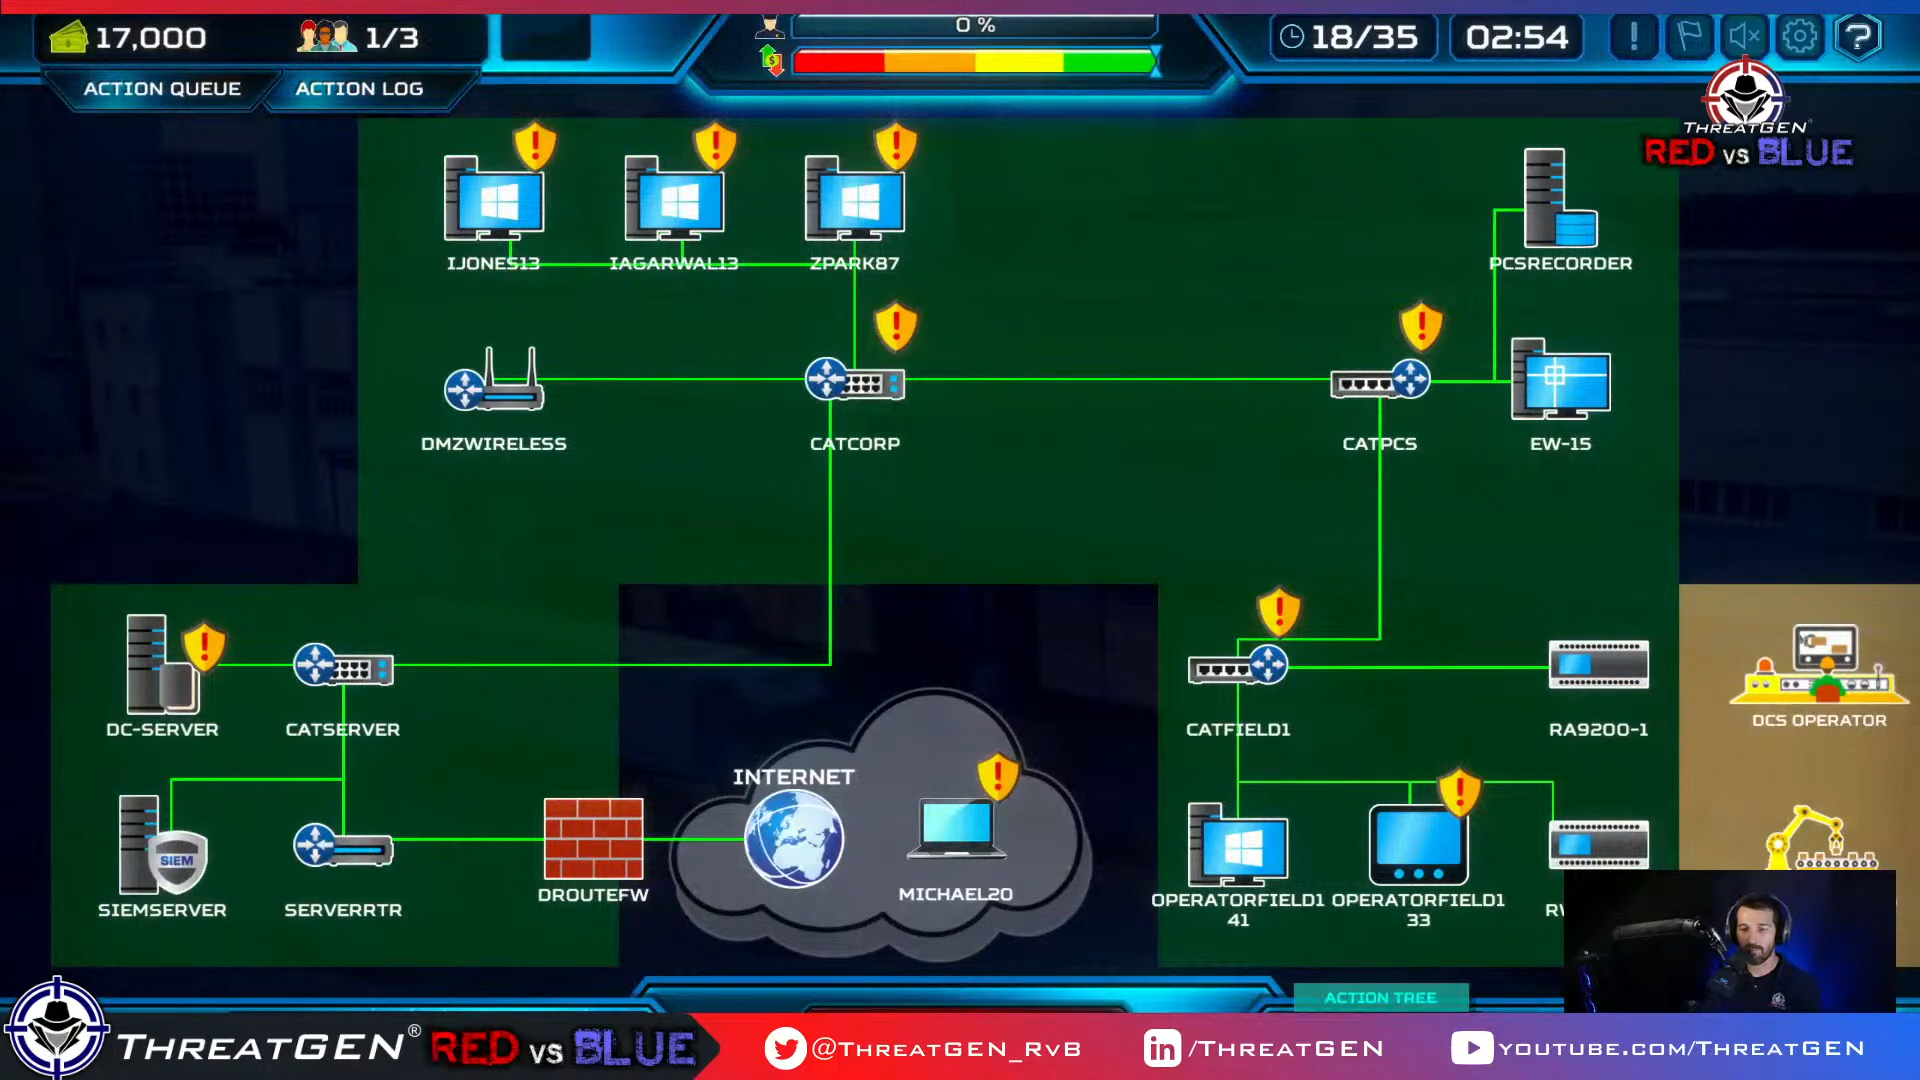 17,000
1/3
0 %
18/35
02:54
ACTION QUEUE
ACTION LOG
THREATGEN®
RED VS BLUE
IJONES13
IAGARWAL13
ZPARK87
PCSRECORDER
DMZWIRELESS
CATCORP
CATPCS
EW-15
DC-SERVER
CATSERVER
CATFIELD1
RA9200-1
DCS OPERATOR
INTERNET
SIEM
SIEMSERVER
SERVERRTR
DROUTEFW
MICHAEL20
OPERATORFIELD1
41
OPERATORFIELD1
33
ACTION TREE
THREATGEN® RED VS BLUE
@THREATGEN_RVB
in /THREATGEN
YOUTUBE.COM/THREATGEN